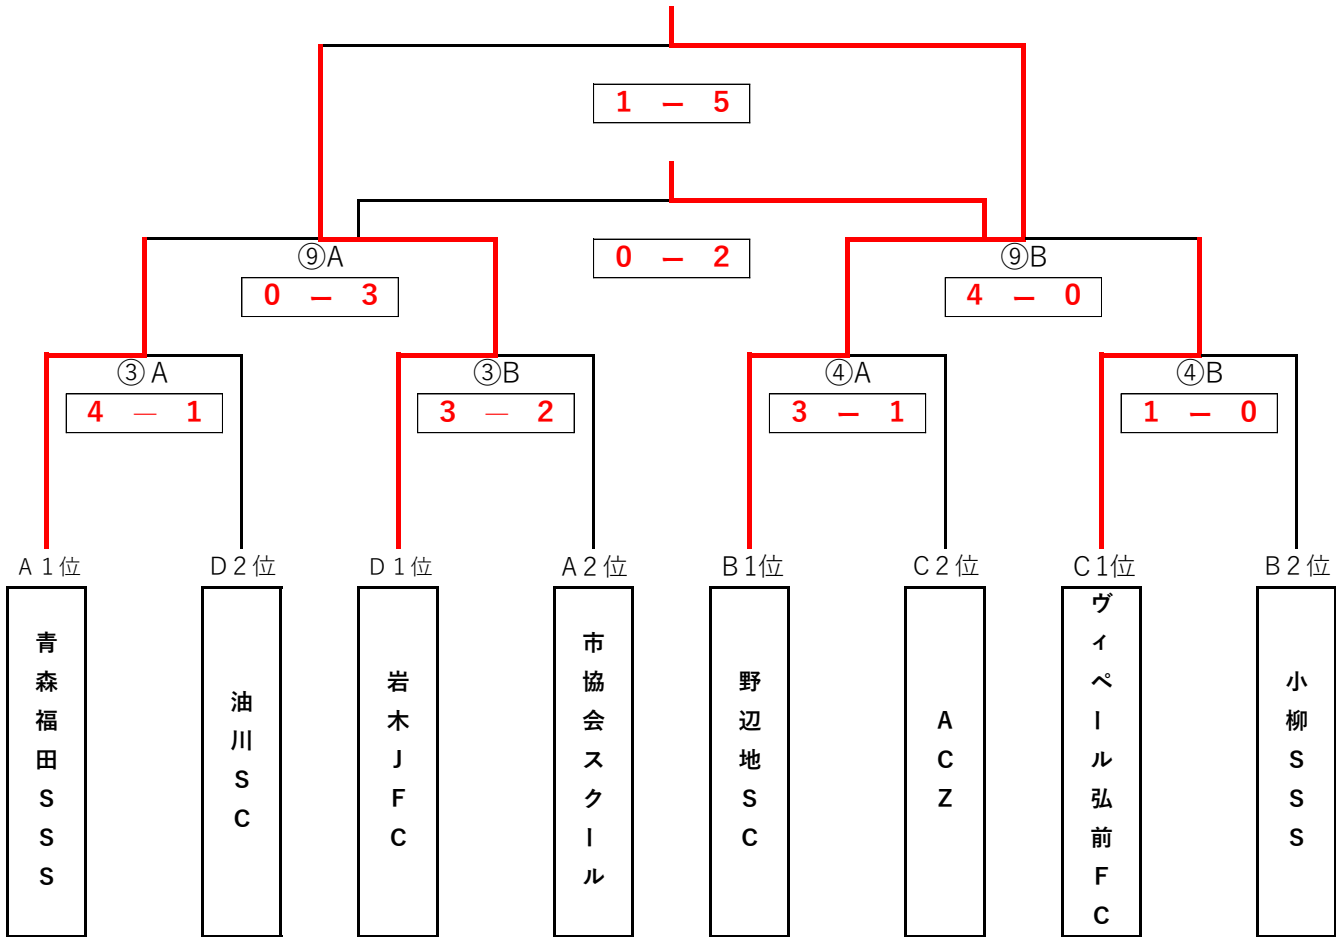 1 － 5
0 － 2
⑨A
⑨B
0 － 3
4 － 0
③A
③B
④A
④B
4 － 1
3 － 2
3 － 1
1 － 0
Ａ１位
Ｄ２位
Ｄ１位
Ａ２位
Ｂ１位
Ｃ２位
Ｃ１位
Ｂ２位
青森福田ＳＳＳ
油川ＳＣ
岩木ＪＦＣ
市協会スクール
野辺地ＳＣ
ＡＣＺ
ヴィペール弘前ＦＣ
小柳ＳＳＳ